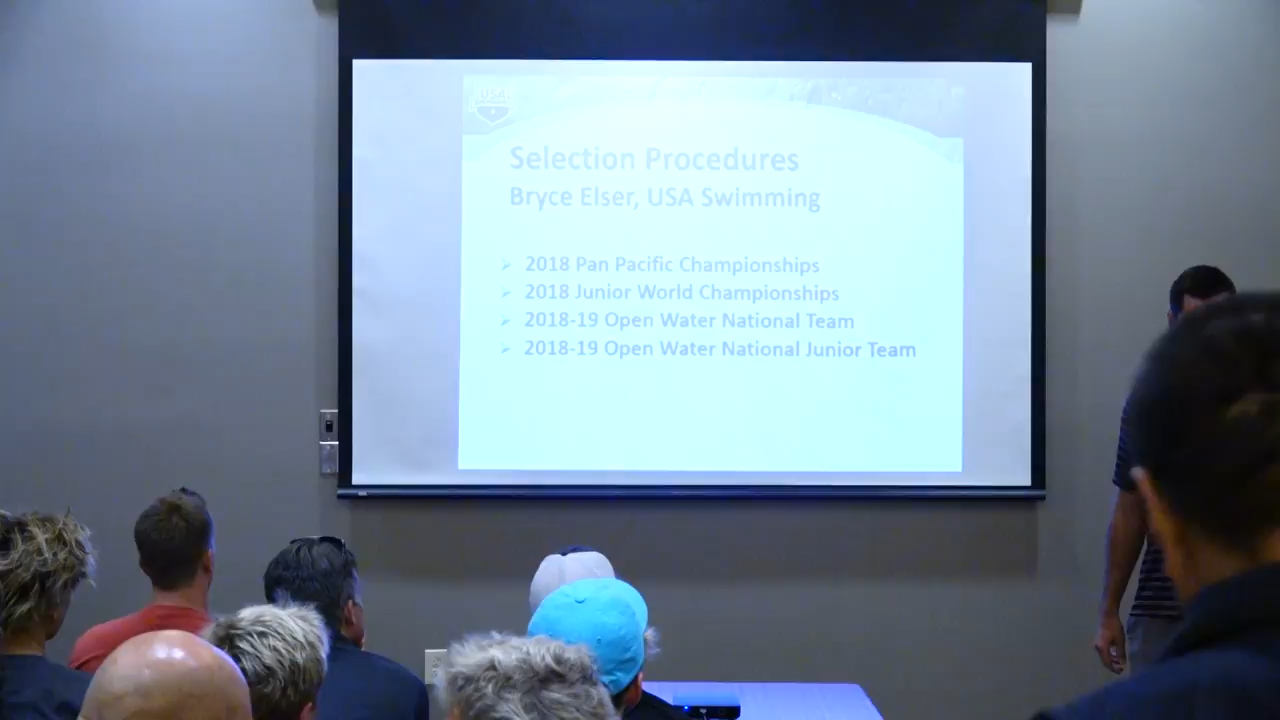 USA
Selection Procedures
Bryce Elser, USA Swimming
2018 Pan Pacific Championships
2018 Junior World Championships
2018-19 Open Water National Team
2018-19 Open Water National Junior Team